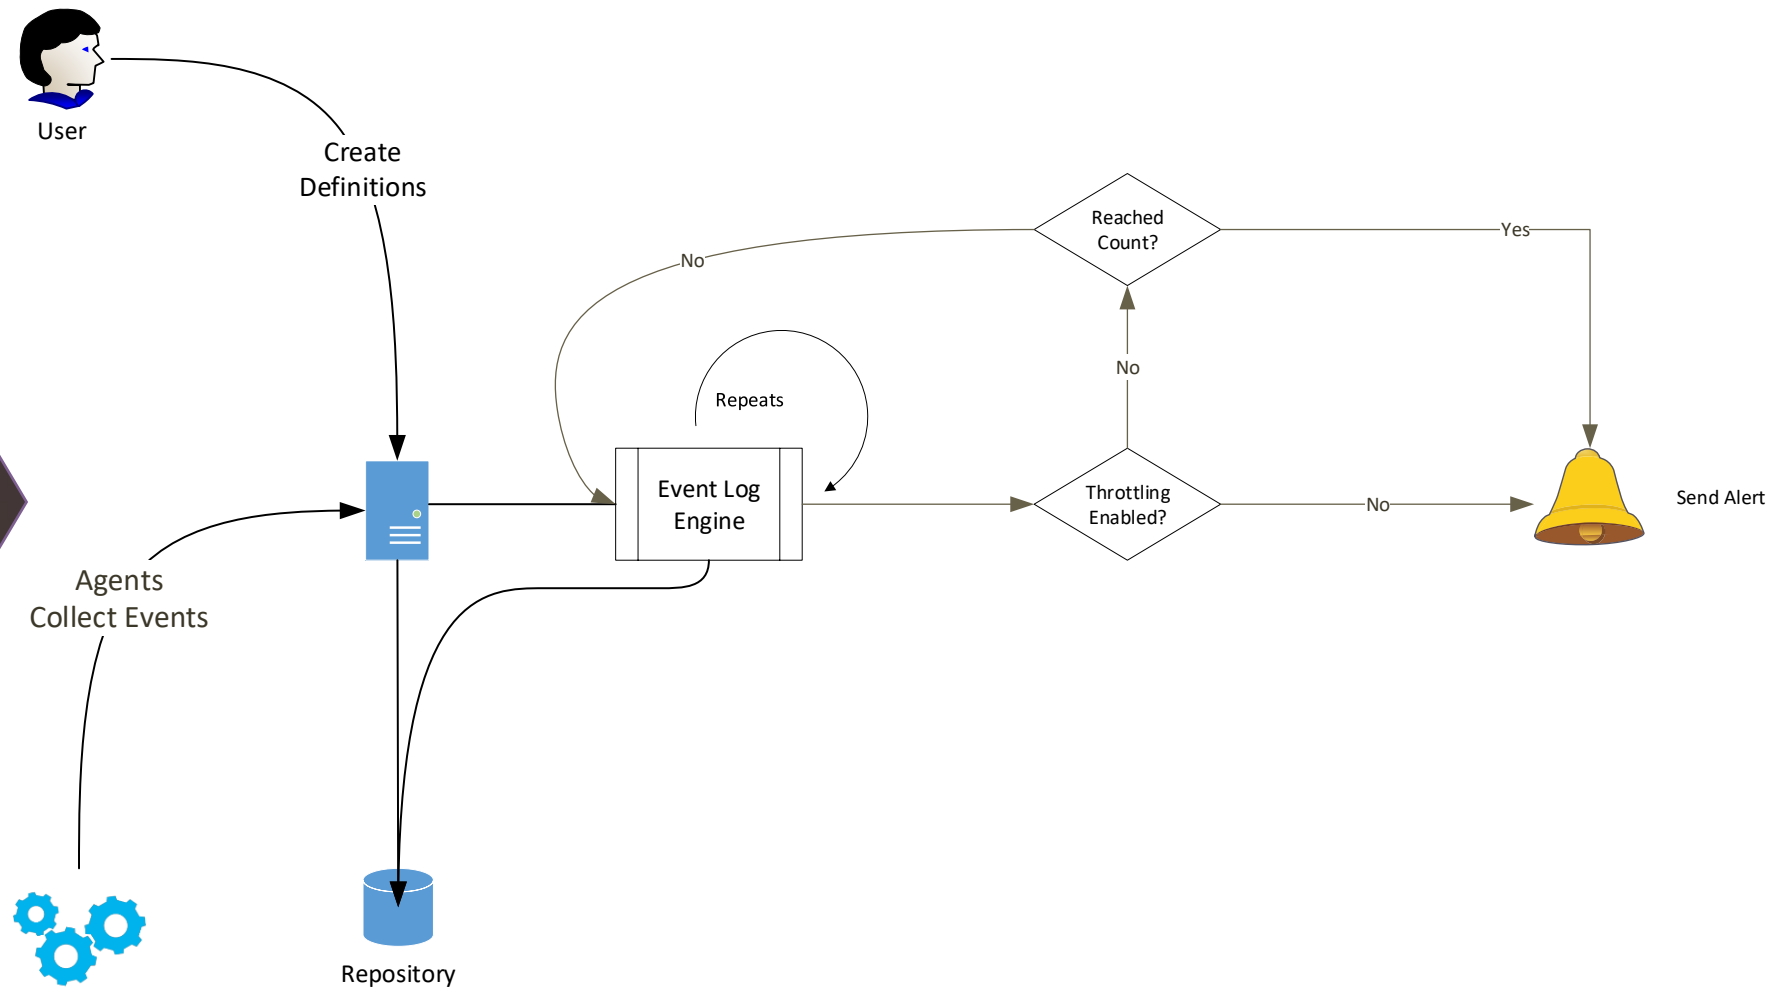 User
Create
Definitions
Reached
Count?
Yes
No
No
Repeats
Event Log
Engine
Throttling
Enabled?
No
Send Alert
Agents
Collect Events
Repository